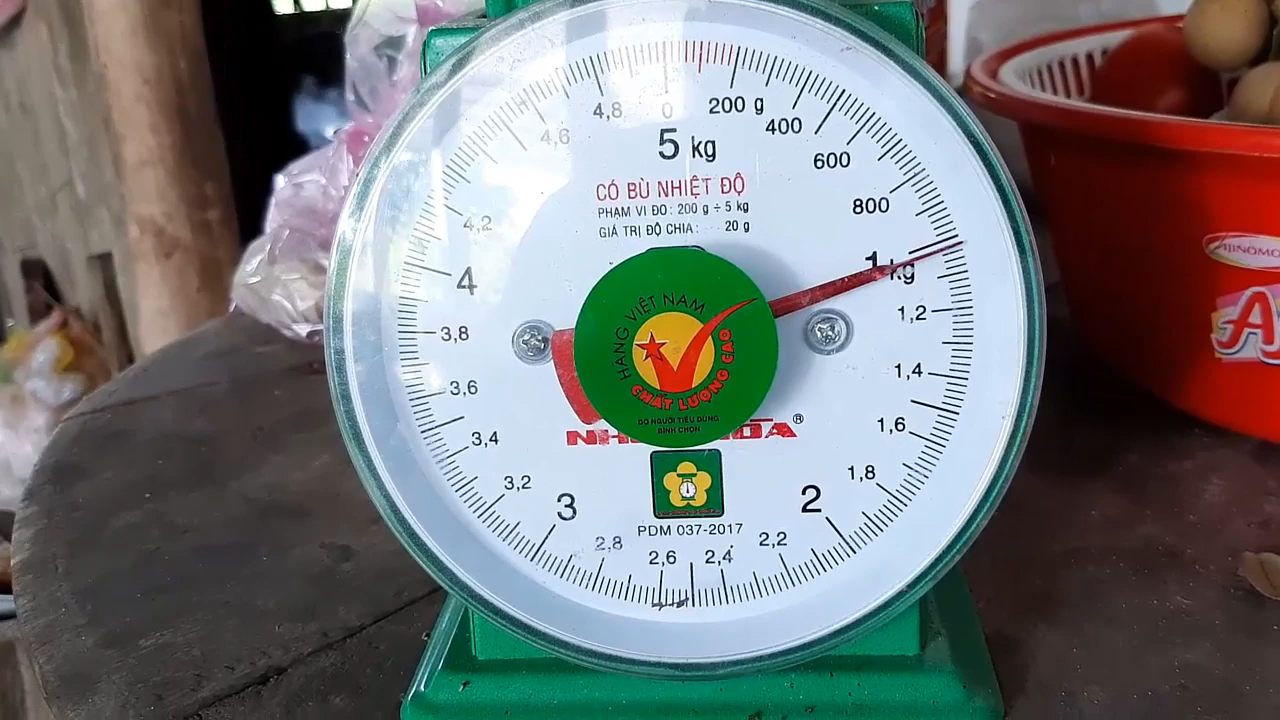 0
200 g
400
600
800
1 kg
1,2
1,4
1,6
1,8
2
2,2
2,4
2,6
2,8
3
3,2
3,4
3,6
3,8
4
4,2
4,6
4,8
5 kg
CÓ BÙ NHIỆT ĐỘ
PHẠM VI ĐO: 200 g ÷ 5 kg
GIÁ TRỊ ĐỘ CHIA: 20 g
HÀNG VIỆT NAM
CHẤT LƯỢNG CAO
DO NGƯỜI TIÊU DÙNG
BÌNH CHỌN
®
PDM 037-2017